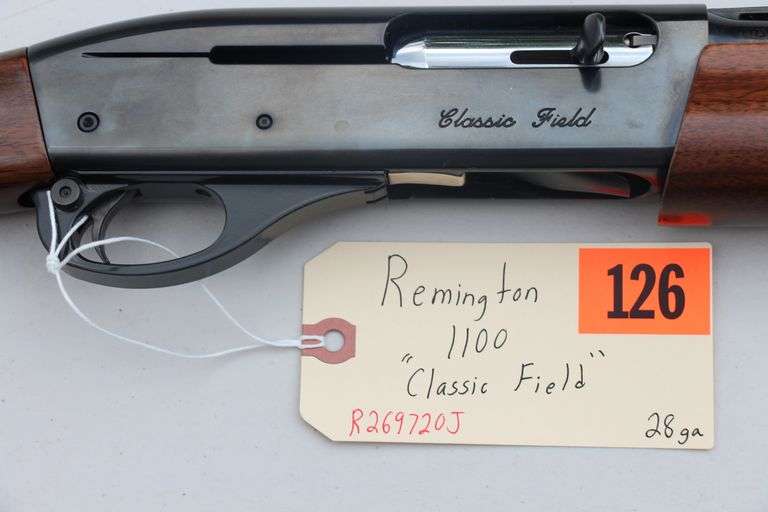 Classic Field
126
Remington
1100
"Classic Field"
R269720J
28ga